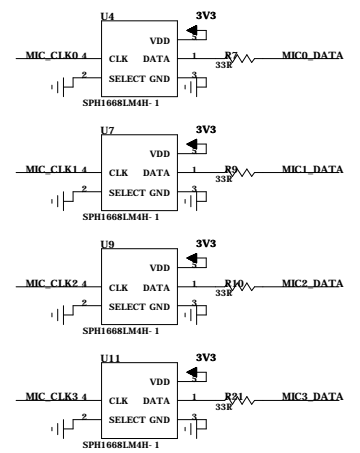 U4
3V3
VDD 5
MIC_CLK0 4 CLK DATA 1 R7 MIC0_DATA
33R
2 SELECT GND 3
SPH1668LM4H-1
U7
3V3
VDD 5
MIC_CLK1 4 CLK DATA 1 R9 MIC1_DATA
33R
2 SELECT GND 3
SPH1668LM4H-1
U9
3V3
VDD 5
MIC_CLK2 4 CLK DATA 1 R10 MIC2_DATA
33R
2 SELECT GND 3
SPH1668LM4H-1
U11
3V3
VDD 5
MIC_CLK3 4 CLK DATA 1 R21 MIC3_DATA
33R
2 SELECT GND 3
SPH1668LM4H-1